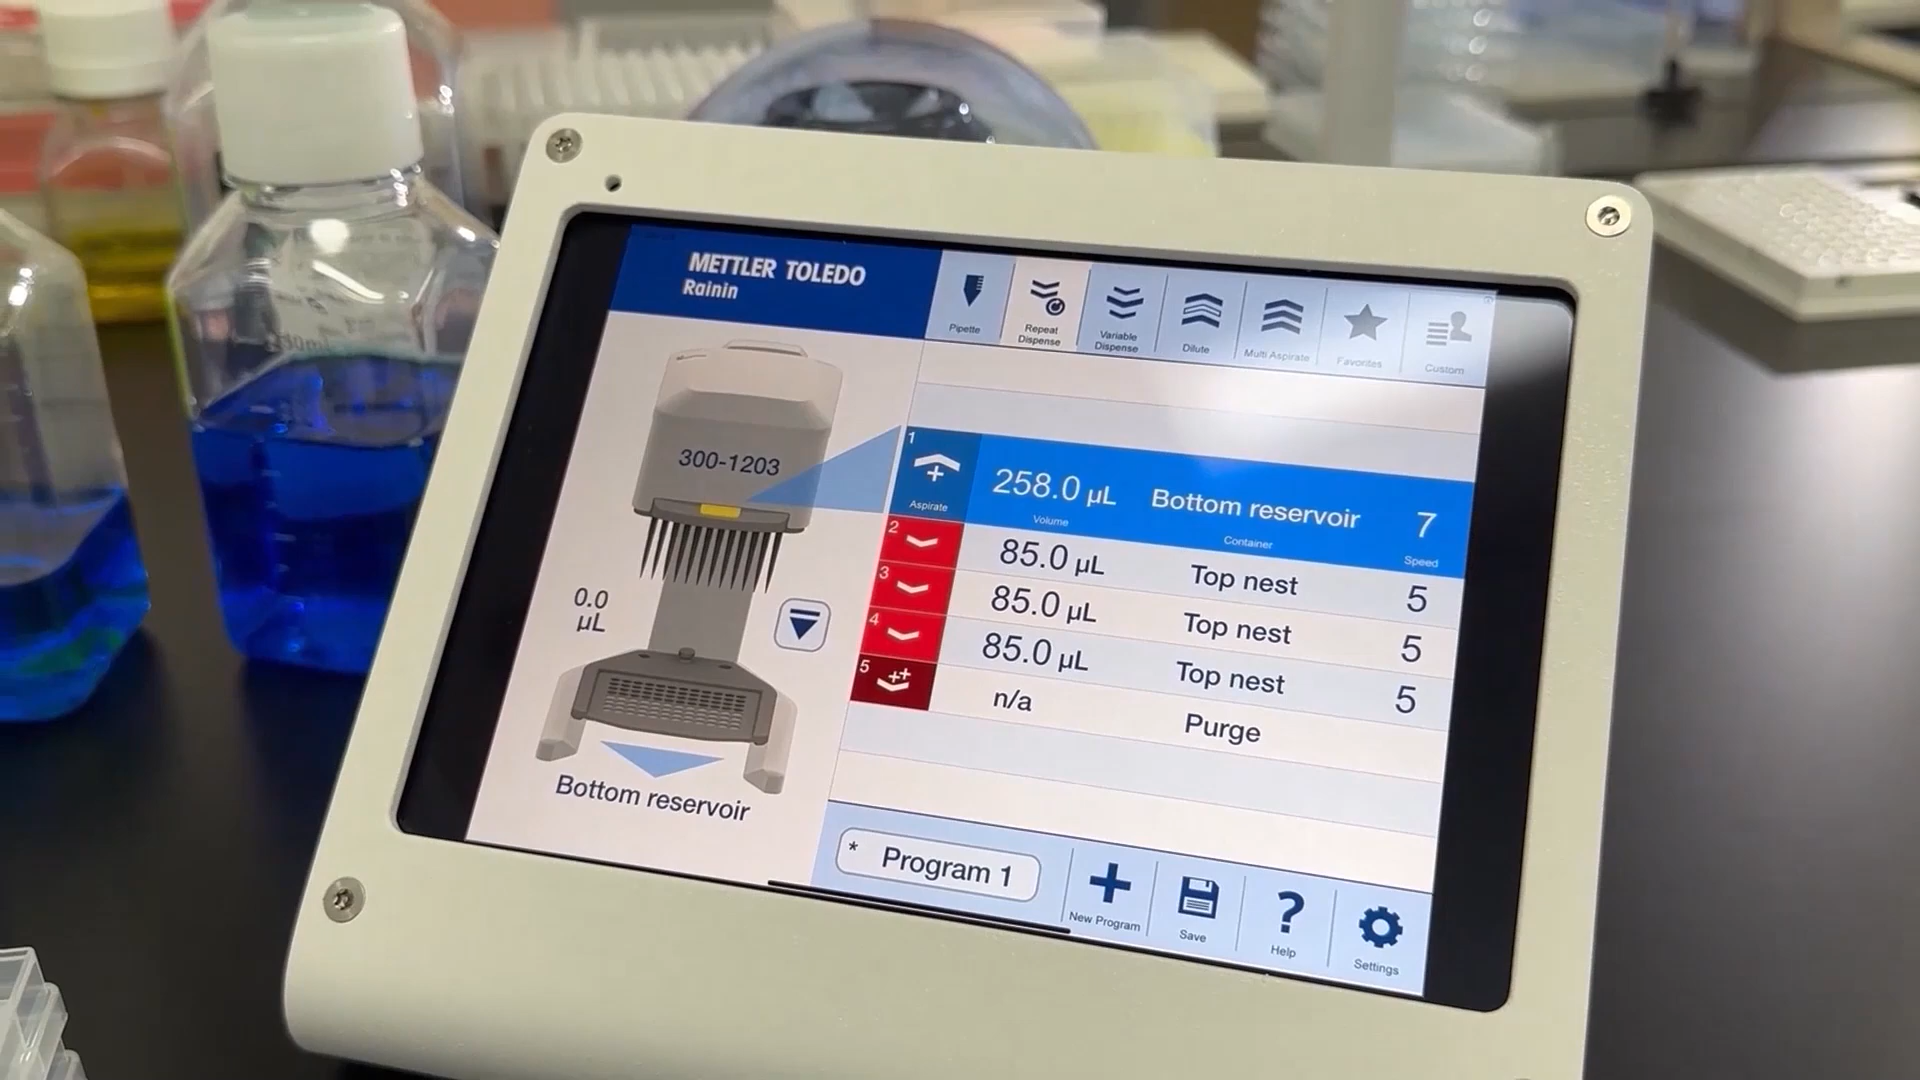 METTLER TOLEDO
Rainin
Pipette
Repeat
Dispense
Variable
Dispense
Dilute
Multi Aspirate
Favorites
Custom
300-1203
0.0
µL
Bottom reservoir
1
Aspirate
258.0 µL
Volume
Bottom reservoir
Container
7
Speed
2 85.0 µL Top nest 5
3 85.0 µL Top nest 5
4 85.0 µL Top nest 5
5 n/a Purge
* Program 1
New Program
Save
?
Help
Settings